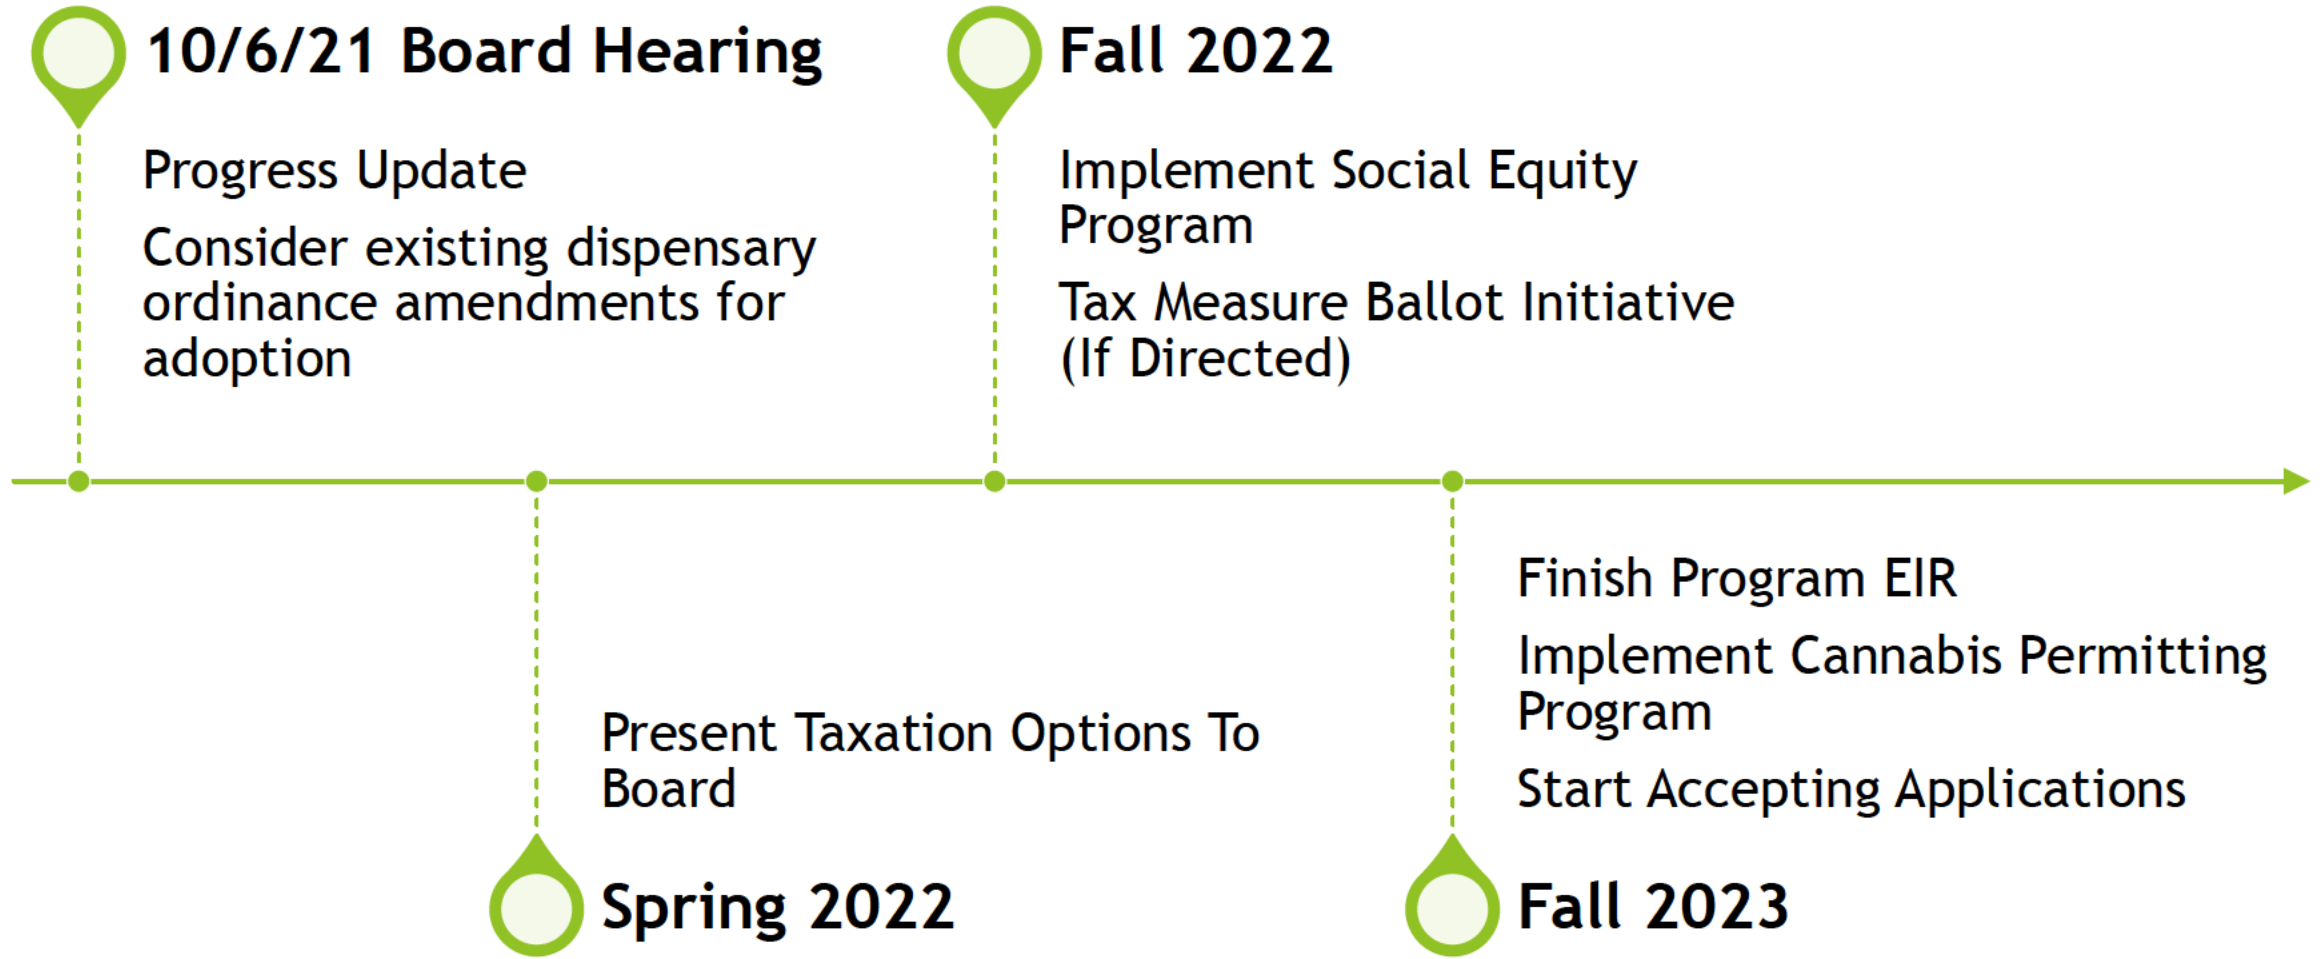 10/6/21 Board Hearing
Progress Update
Consider existing dispensary
ordinance amendments for
adoption
Present Taxation Options To
Board
Spring 2022
Fall 2022
Implement Social Equity
Program
Tax Measure Ballot Initiative
(If Directed)
Finish Program EIR
Implement Cannabis Permitting
Program
Start Accepting Applications
Fall 2023